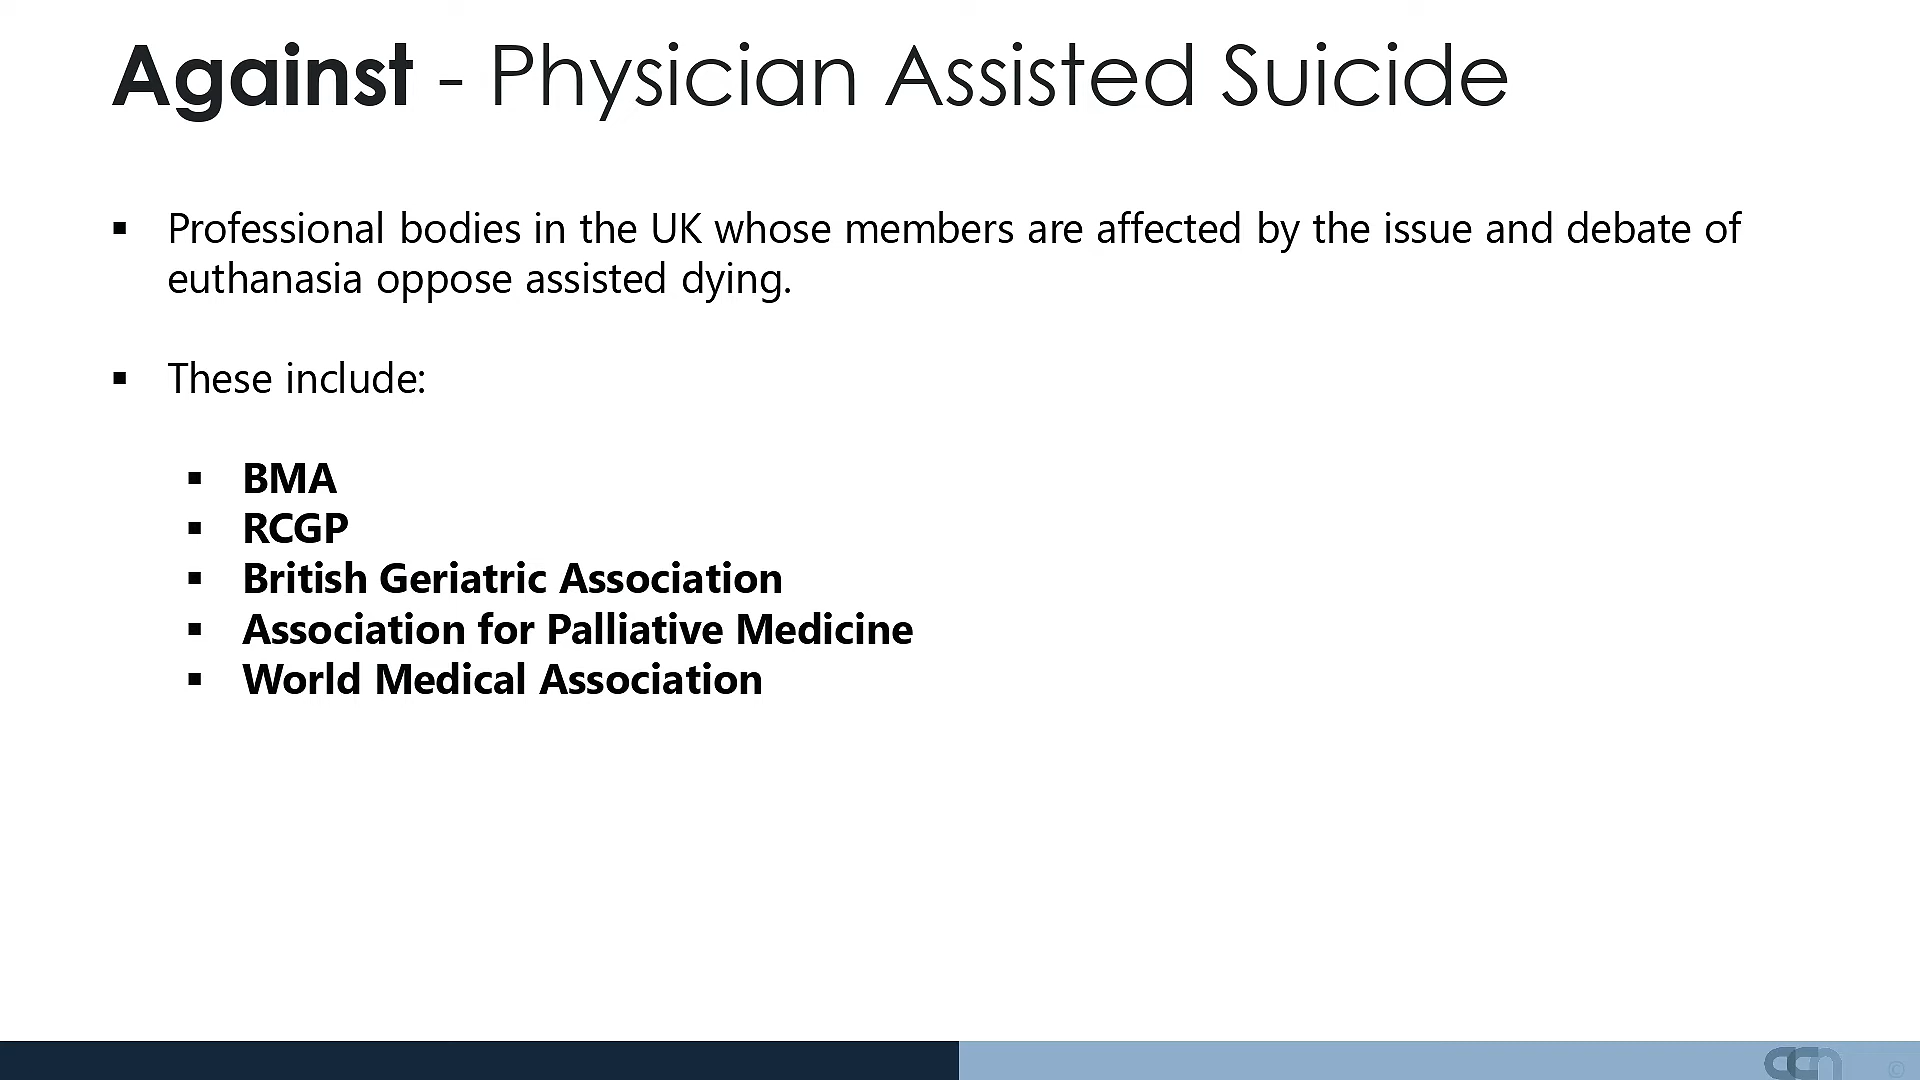 Against - Physician Assisted Suicide
▪ Professional bodies in the UK whose members are affected by the issue and debate of
euthanasia oppose assisted dying.
▪ These include:
▪ BMA
▪ RCGP
▪ British Geriatric Association
▪ Association for Palliative Medicine
▪ World Medical Association
©